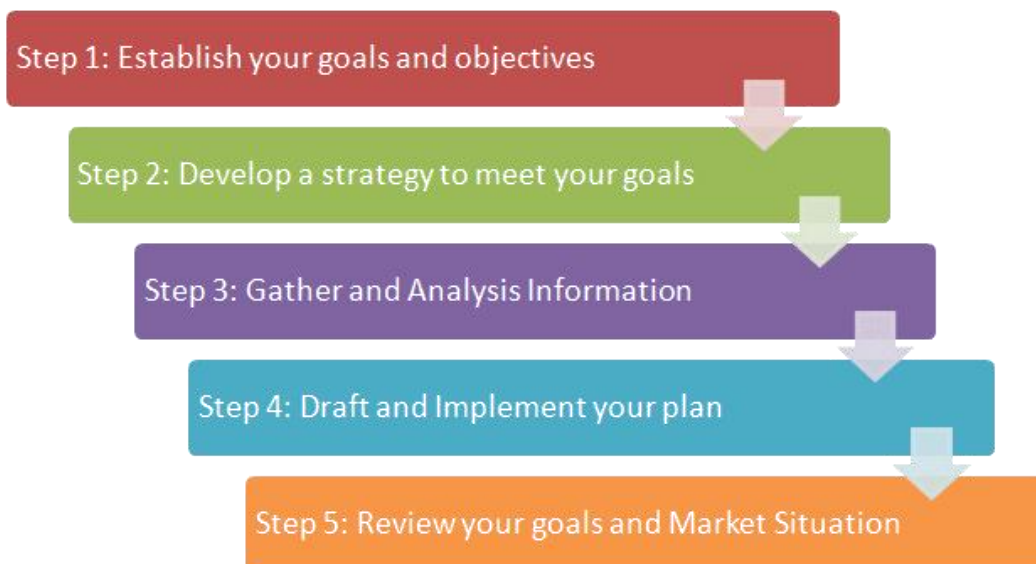 Step 1: Establish your goals and objectives
Step 2: Develop a strategy to meet your goals
Step 3: Gather and Analysis Information
Step 4: Draft and Implement your plan
Step 5: Review your goals and Market Situation